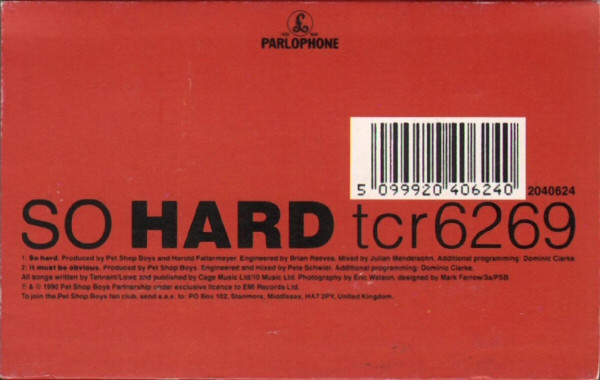 PARLOPHONE
5 099920 406240
2040624
SO HARD tcr6269
1: So hard. Produced by Pet Shop Boys and Harold Faltermeyer. Engineered by Brian Reeves. Mixed by Julian Mendelsohn. Additional programming: Dominic Clarke.
2: It must be obvious. Produced by Pet Shop Boys. Engineered and mixed by Pete Schwier. Additional programming: Dominic Clarke.
All songs written by Tennant/Lowe and published by Cage Music Ltd/10 Music Ltd. Photography by Eric Watson, designed by Mark Farrow/3a/PSB
℗ & © 1990 Pet Shop Boys Partnership under exclusive licence to EMI Records Ltd.
To join the Pet Shop Boys fan club, send s.a.e. to: PO Box 102, Stanmore, Middlesex, HA7 2PY, United Kingdom.